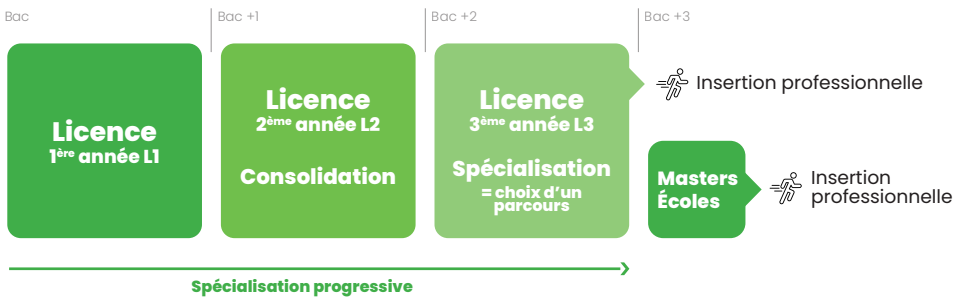 Bac
Bac +1
Bac +2
Bac +3
Licence
1ère année L1
Licence
2ème année L2
Consolidation
Licence
3ème année L3
Spécialisation
= choix d’un
parcours
Insertion professionnelle
Masters
Écoles
Insertion
professionnelle
Spécialisation progressive